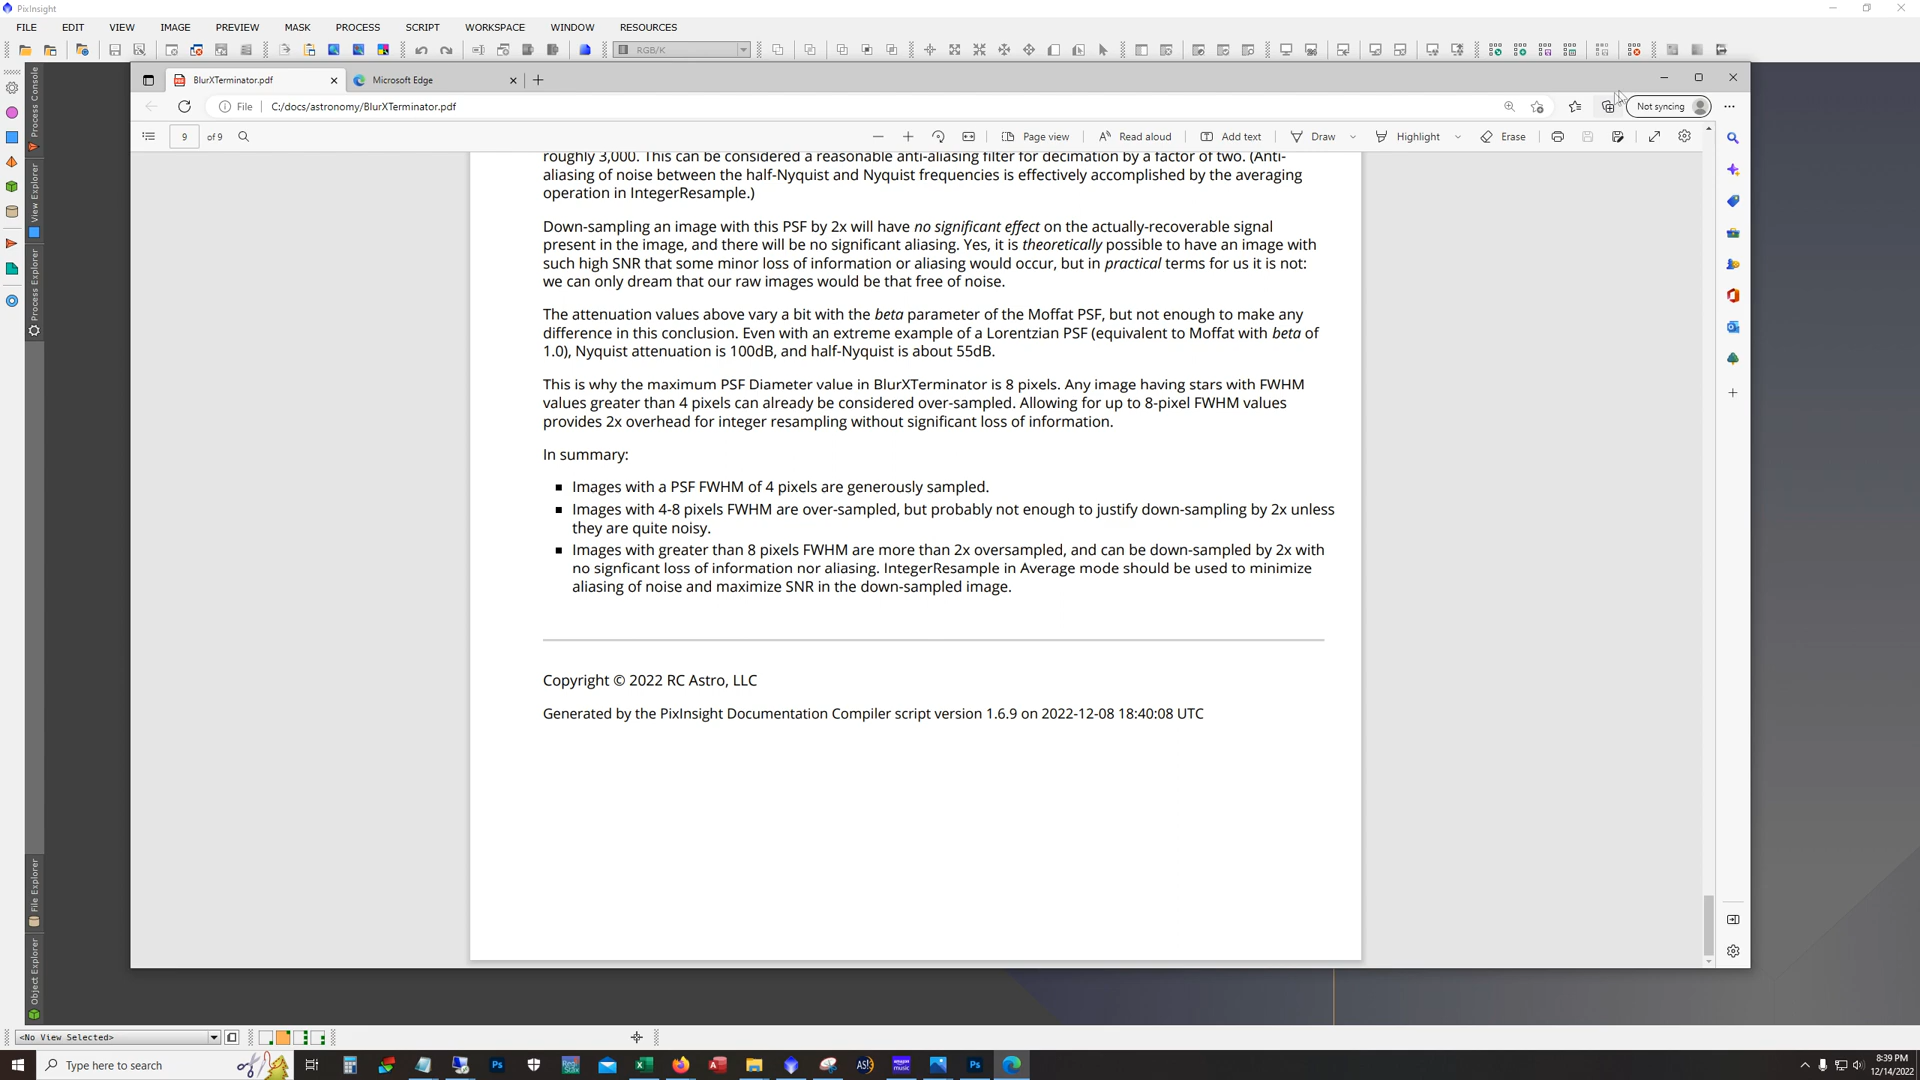 PixInsight
FILE EDIT VIEW IMAGE PREVIEW MASK PROCESS SCRIPT WORKSPACE WINDOW RESOURCES
RGB/K
BlurXTerminator.pdf
Microsoft Edge
File C:/docs/astronomy/BlurXTerminator.pdf
Not syncing
9 of 9
Page view
Read aloud
Add text
Draw
Highlight
Erase
Process Console
View Explorer
Process Explorer
File Explorer
Object Explorer
roughly 3,000. This can be considered a reasonable anti-aliasing filter for decimation by a factor of two. (Anti-
aliasing of noise between the half-Nyquist and Nyquist frequencies is effectively accomplished by the averaging
operation in IntegerResample.)
Down-sampling an image with this PSF by 2x will have no significant effect on the actually-recoverable signal
present in the image, and there will be no significant aliasing. Yes, it is theoretically possible to have an image with
such high SNR that some minor loss of information or aliasing would occur, but in practical terms for us it is not:
we can only dream that our raw images would be that free of noise.
The attenuation values above vary a bit with the beta parameter of the Moffat PSF, but not enough to make any
difference in this conclusion. Even with an extreme example of a Lorentzian PSF (equivalent to Moffat with beta of
1.0), Nyquist attenuation is 100dB, and half-Nyquist is about 55dB.
This is why the maximum PSF Diameter value in BlurXTerminator is 8 pixels. Any image having stars with FWHM
values greater than 4 pixels can already be considered over-sampled. Allowing for up to 8-pixel FWHM values
provides 2x overhead for integer resampling without significant loss of information.
In summary:
▪ Images with a PSF FWHM of 4 pixels are generously sampled.
▪ Images with 4-8 pixels FWHM are over-sampled, but probably not enough to justify down-sampling by 2x unless
they are quite noisy.
▪ Images with greater than 8 pixels FWHM are more than 2x oversampled, and can be down-sampled by 2x with
no signficant loss of information nor aliasing. IntegerResample in Average mode should be used to minimize
aliasing of noise and maximize SNR in the down-sampled image.
Copyright © 2022 RC Astro, LLC
Generated by the PixInsight Documentation Compiler script version 1.6.9 on 2022-12-08 18:40:08 UTC
<No View Selected>
Type here to search
8:39 PM
12/14/2022